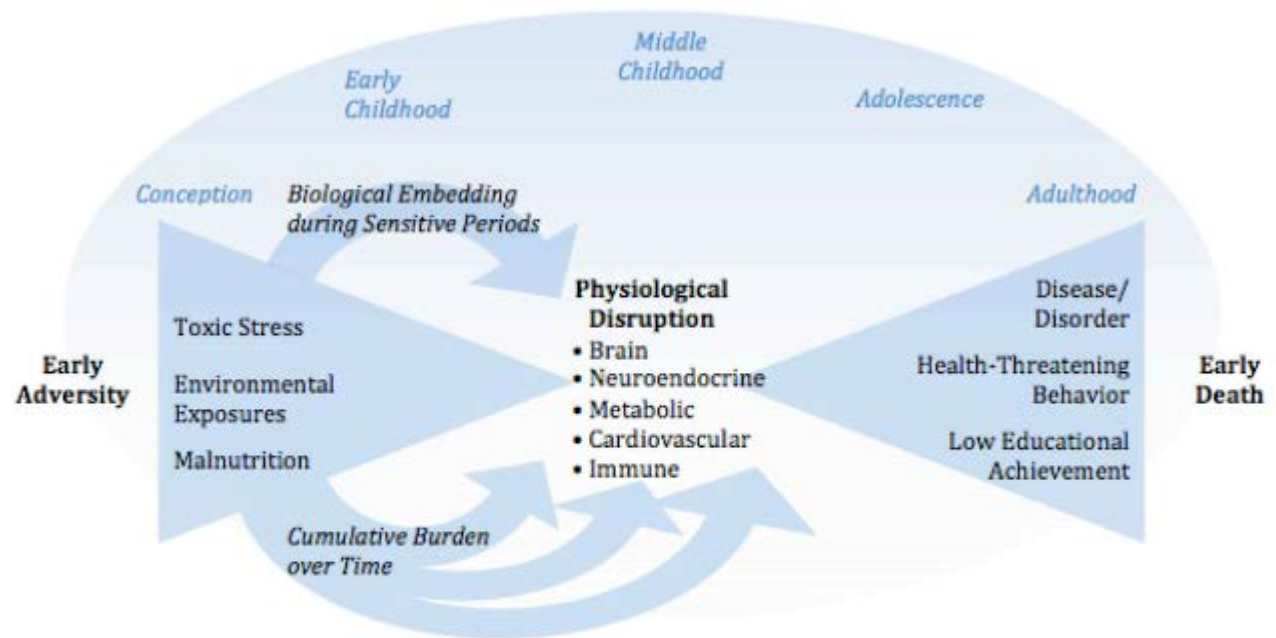 Middle
Childhood
Early
Childhood
Adolescence
Conception
Biological Embedding
during Sensitive Periods
Adulthood
Early
Adversity
Toxic Stress
Environmental
Exposures
Malnutrition
Physiological
Disruption
• Brain
• Neuroendocrine
• Metabolic
• Cardiovascular
• Immune
Disease/
Disorder
Health-Threatening
Behavior
Low Educational
Achievement
Early
Death
Cumulative Burden
over Time